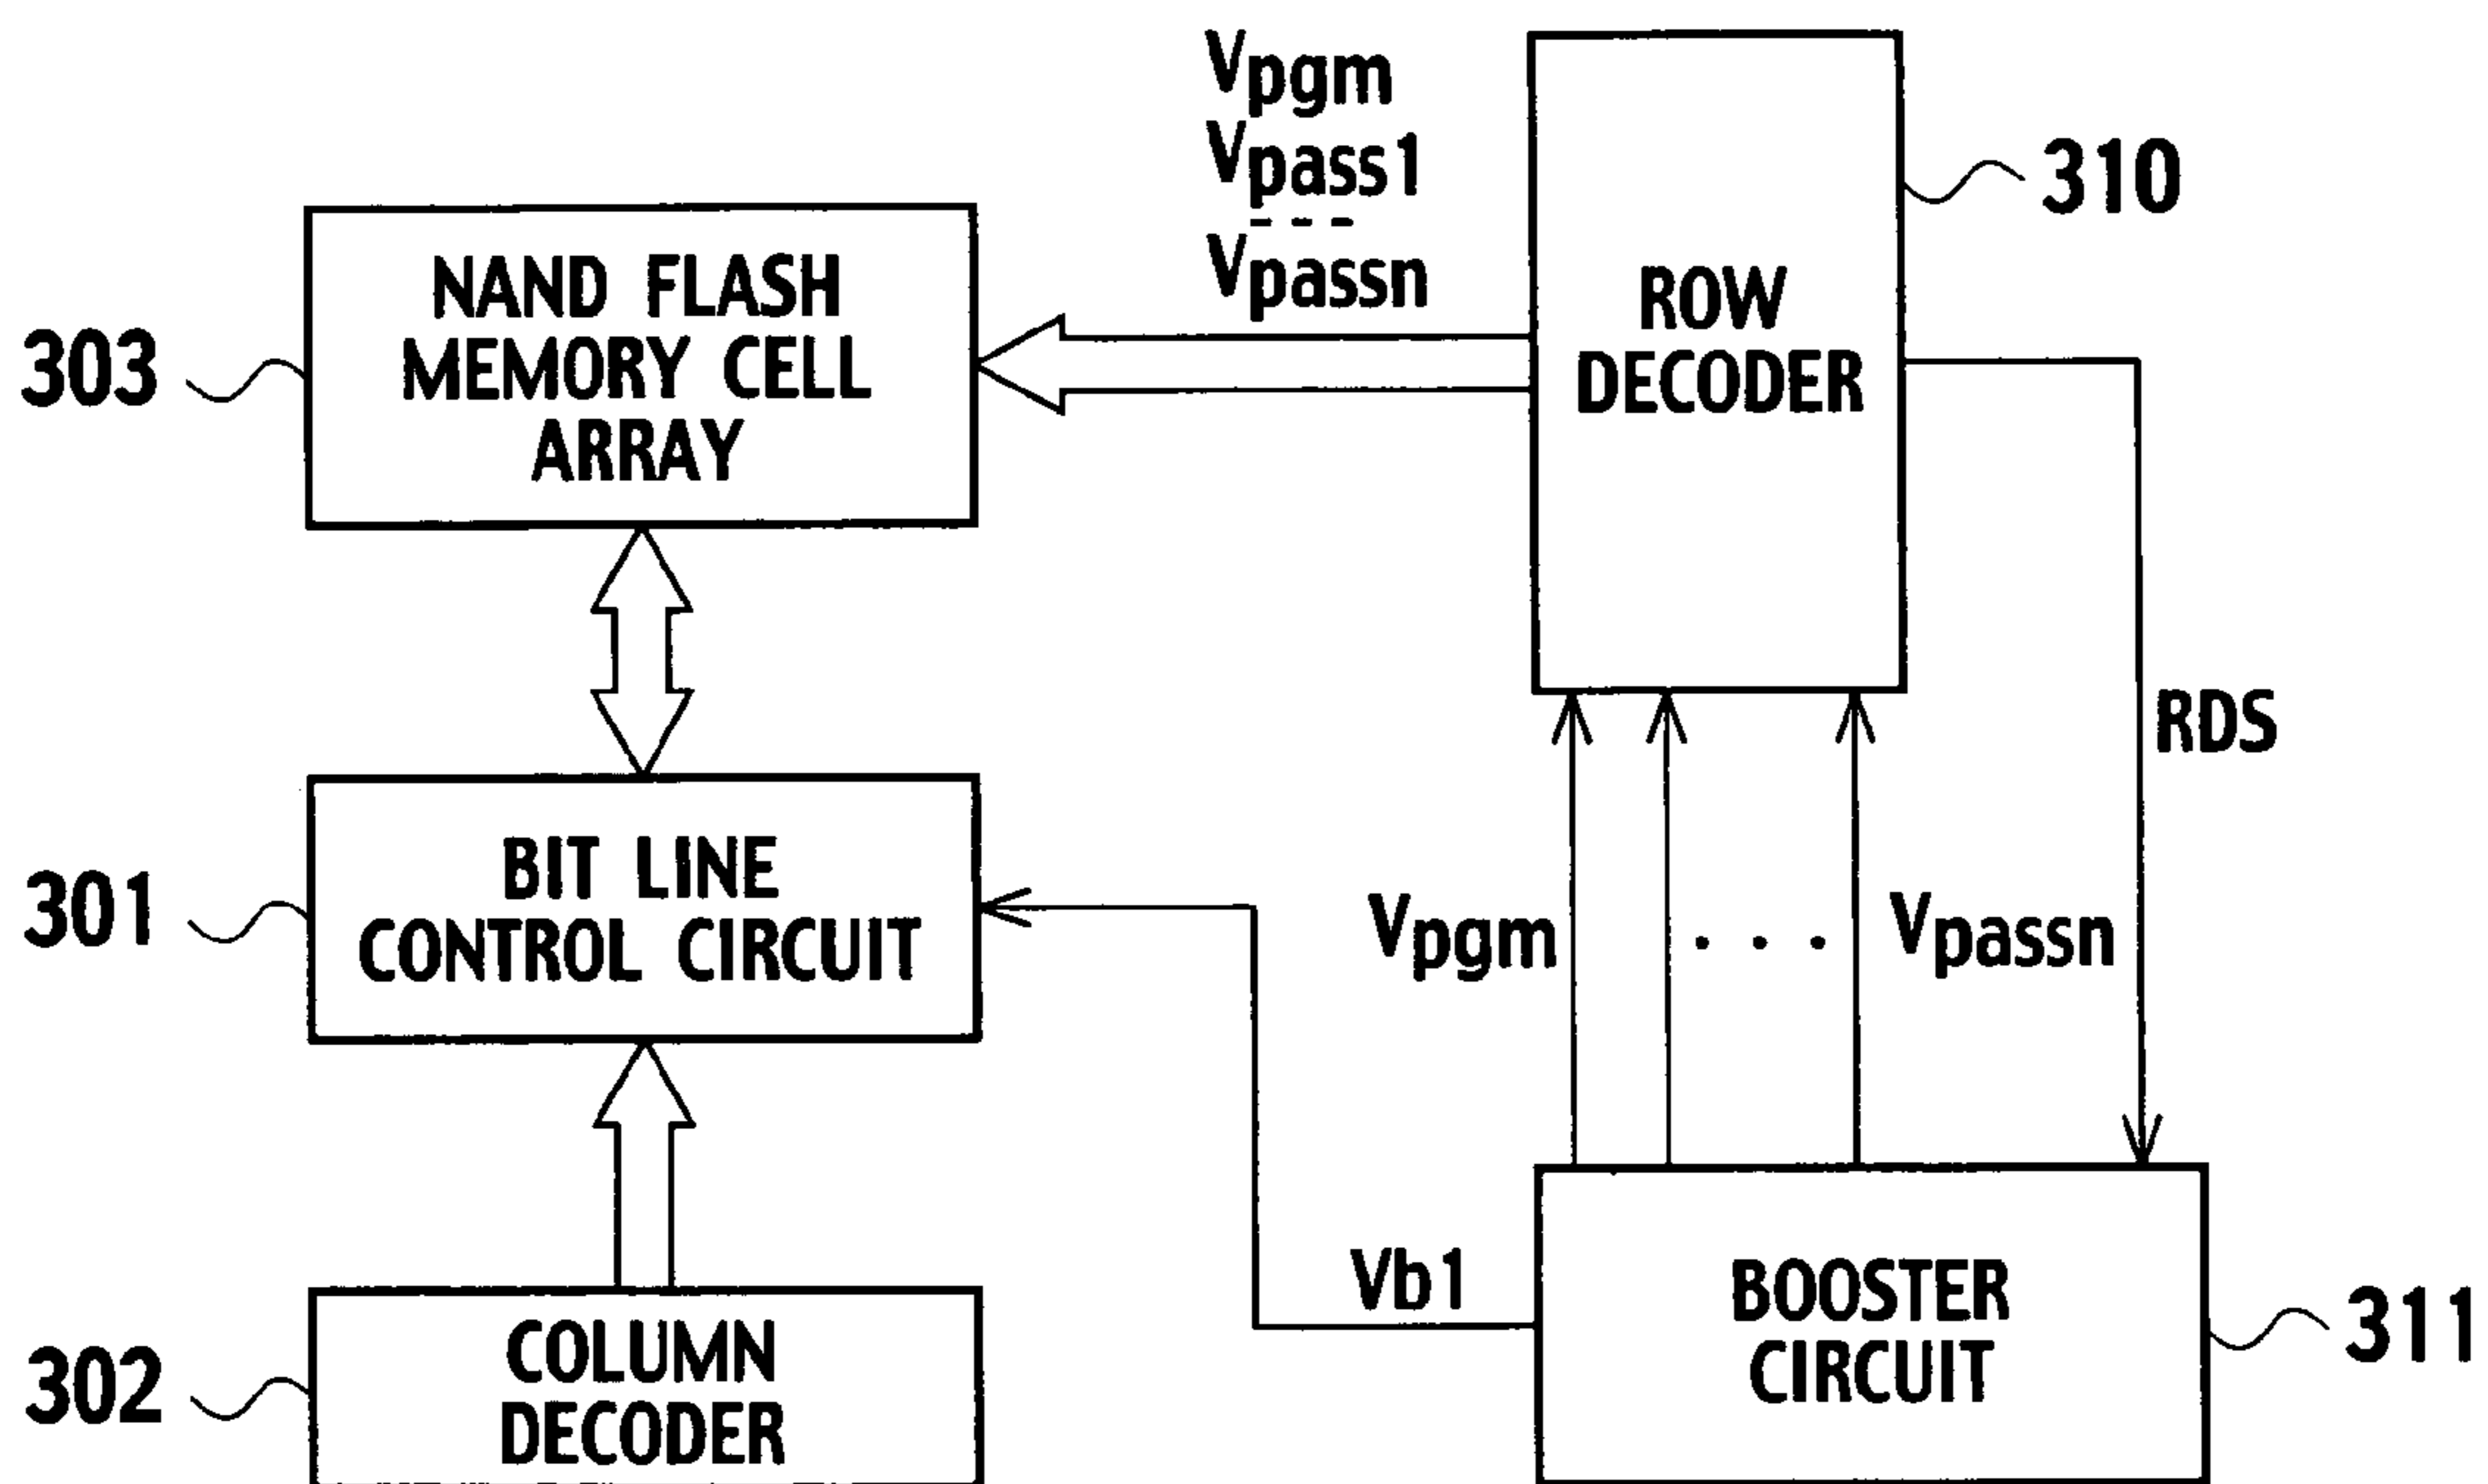 Vpgm
Vpass1
---
Vpassn
310
ROW
DECODER
NAND FLASH
MEMORY CELL
ARRAY
303
RDS
BIT LINE
CONTROL CIRCUIT
301
Vpgm
. . .
Vpassn
Vb1
BOOSTER
CIRCUIT
311
COLUMN
DECODER
302